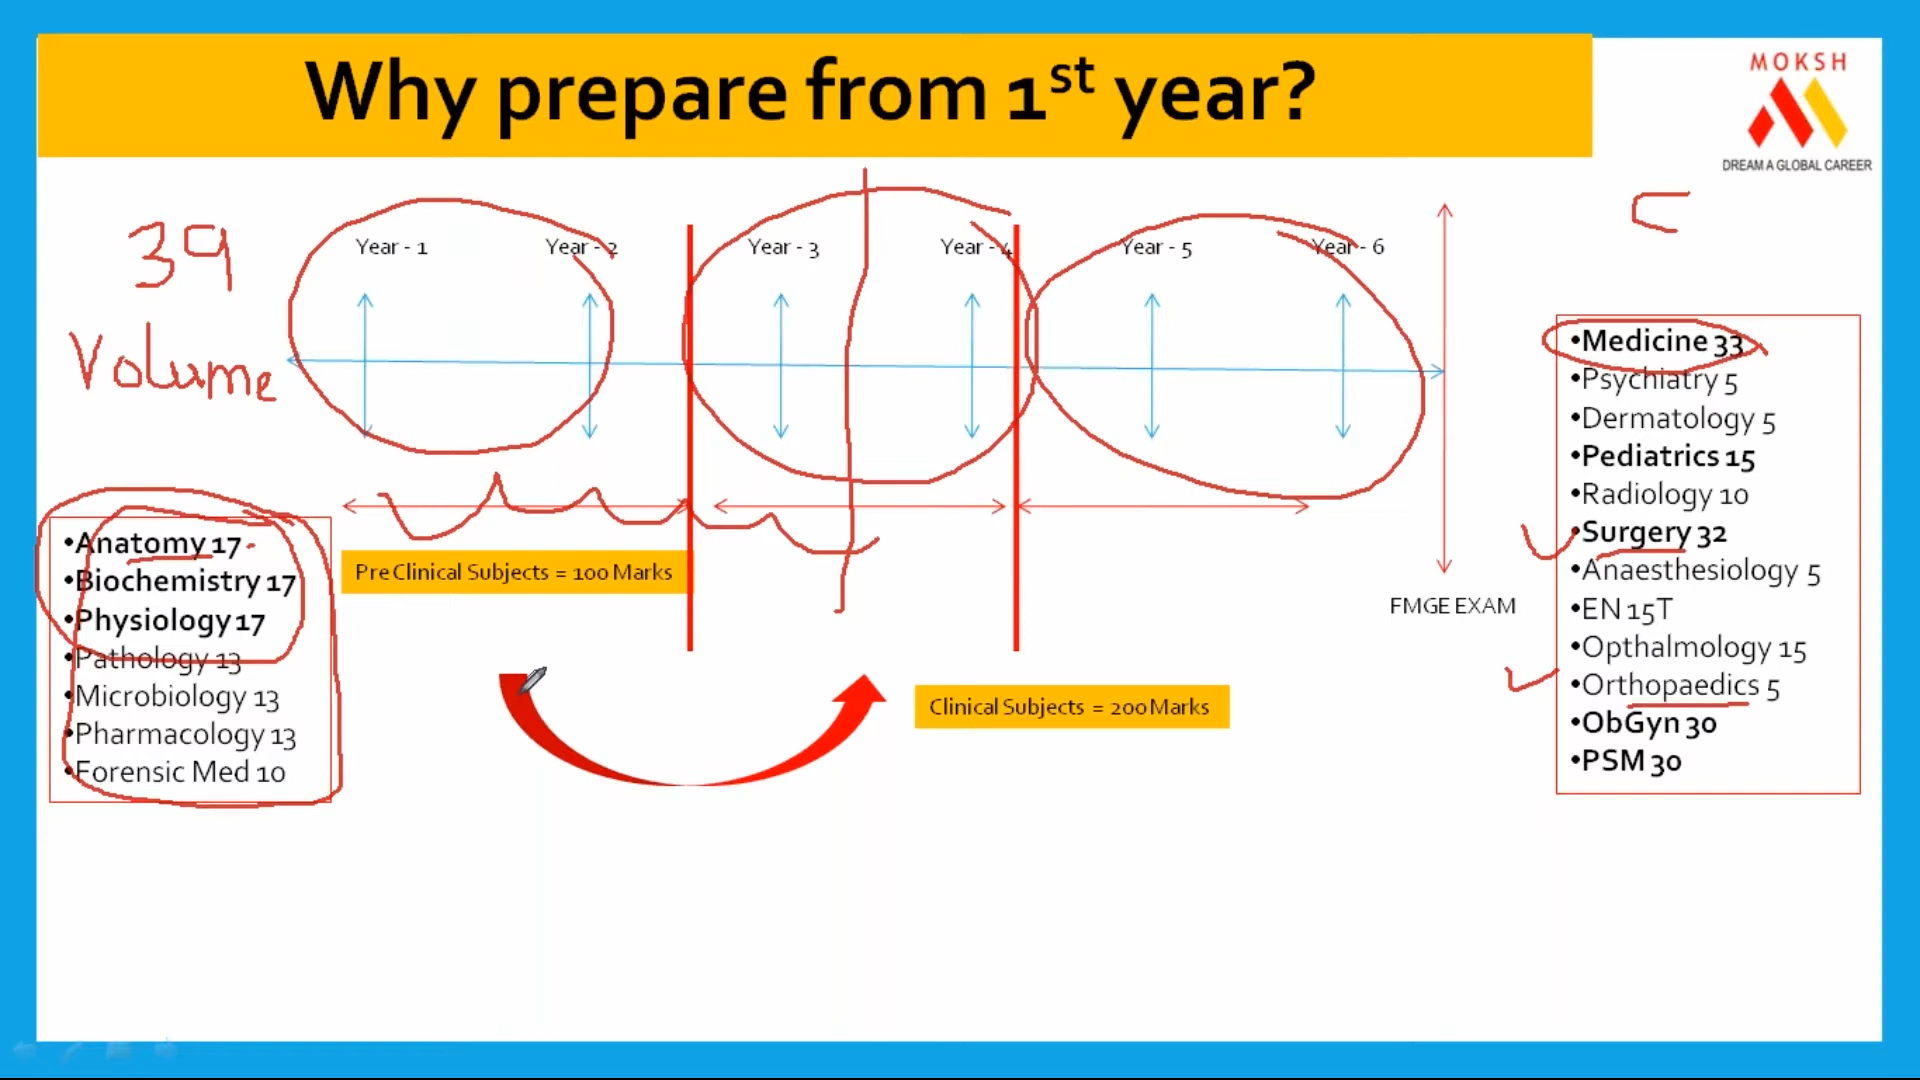 Why prepare from 1st year?
MOKSH
DREAM A GLOBAL CAREER
39
Volume
Year - 1
Year - 2
Year - 3
Year - 4
Year - 5
Year - 6
•Anatomy 17
•Biochemistry 17
•Physiology 17
•Pathology 13
•Microbiology 13
•Pharmacology 13
•Forensic Med 10
Pre Clinical Subjects = 100 Marks
Clinical Subjects = 200 Marks
FMGE EXAM
•Medicine 33
•Psychiatry 5
•Dermatology 5
•Pediatrics 15
•Radiology 10
•Surgery 32
•Anaesthesiology 5
•EN 15T
•Opthalmology 15
•Orthopaedics 5
•ObGyn 30
•PSM 30